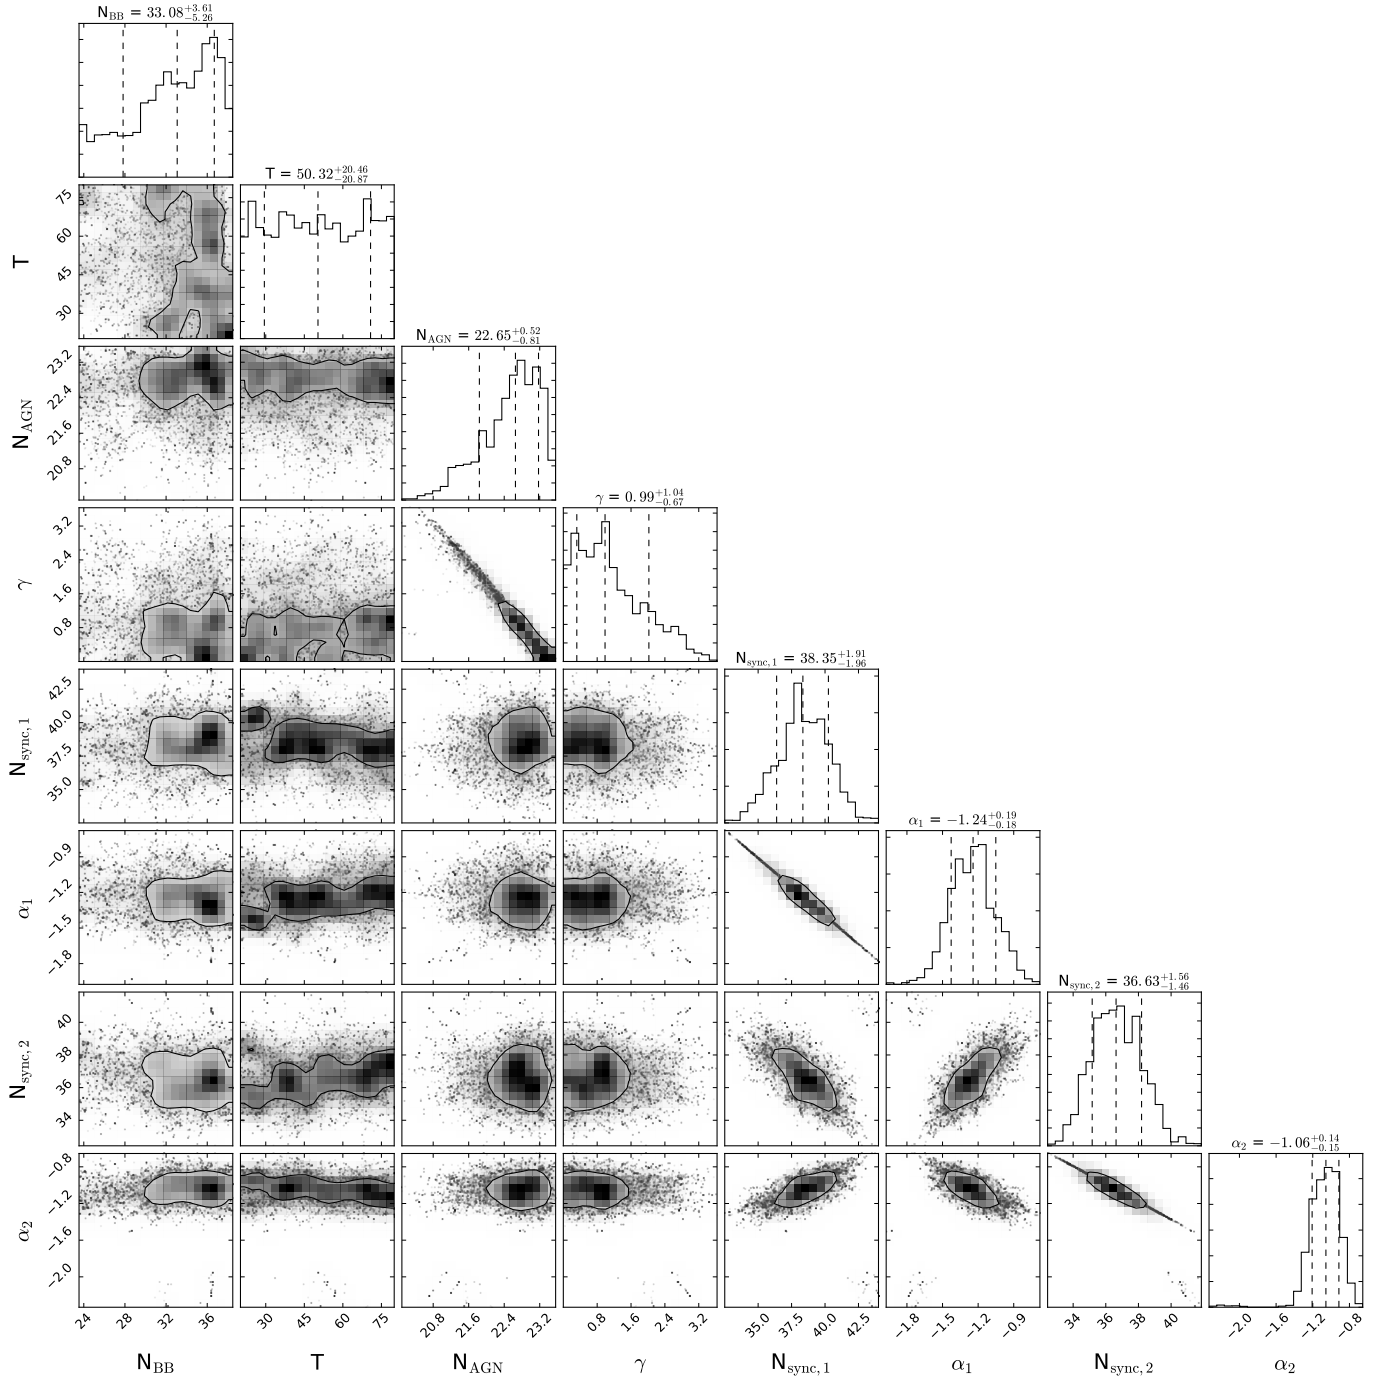 N_BB = 33.08 +3.61 −5.26
T = 50.32 +20.46 −20.87
75
60
45
30
T
N_AGN = 22.65 +0.52 −0.81
23.2
22.4
21.6
20.8
N_AGN
γ = 0.99 +1.04 −0.67
3.2
2.4
1.6
0.8
γ
N_sync,1 = 38.35 +1.91 −1.96
42.5
40.0
37.5
35.0
N_sync,1
α1 = −1.24 +0.19 −0.18
−0.9
−1.2
−1.5
−1.8
α1
N_sync,2 = 36.63 +1.56 −1.46
40
38
36
34
N_sync,2
α2 = −1.06 +0.14 −0.15
−0.8
−1.2
−1.6
−2.0
α2
24 28 32 36 30 45 60 75 20.8 21.6 22.4 23.2 0.8 1.6 2.4 3.2 35.0 37.5 40.0 42.5 −1.8 −1.5 −1.2 −0.9 34 36 38 40 −2.0 −1.6 −1.2 −0.8
N_BB T N_AGN γ N_sync,1 α1 N_sync,2 α2